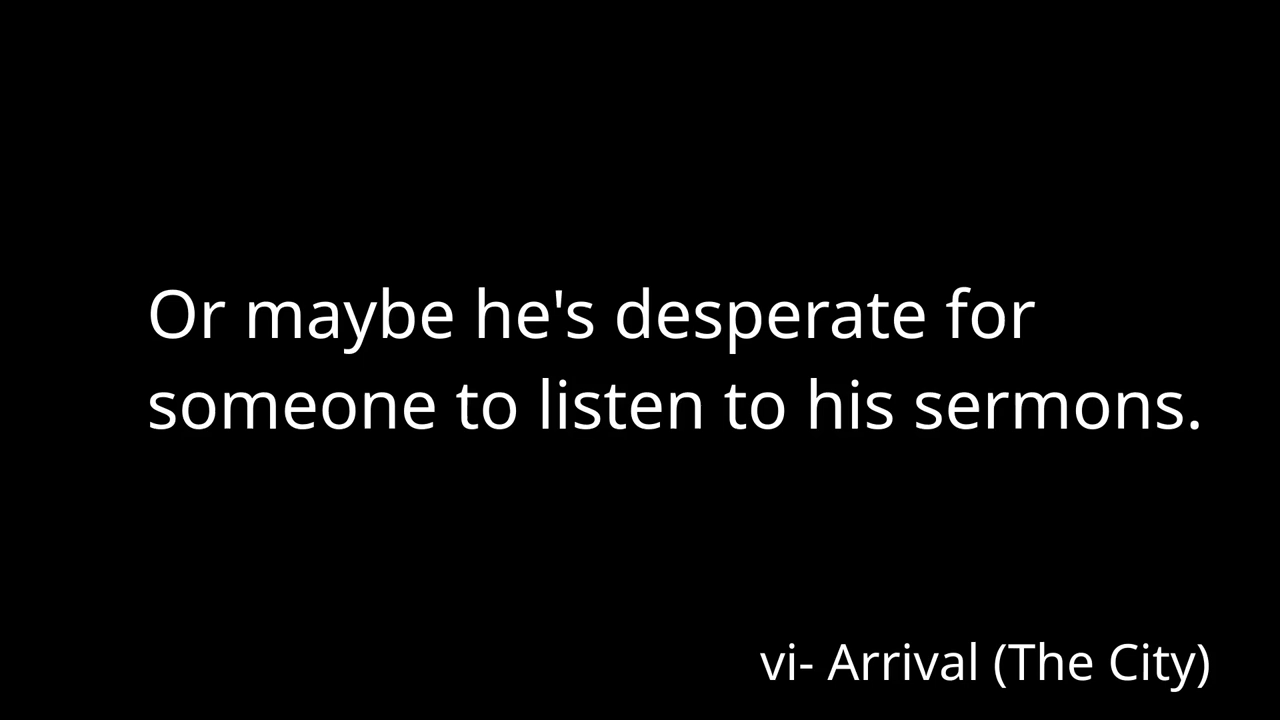 Or maybe he's desperate for
someone to listen to his sermons.
vi- Arrival (The City)